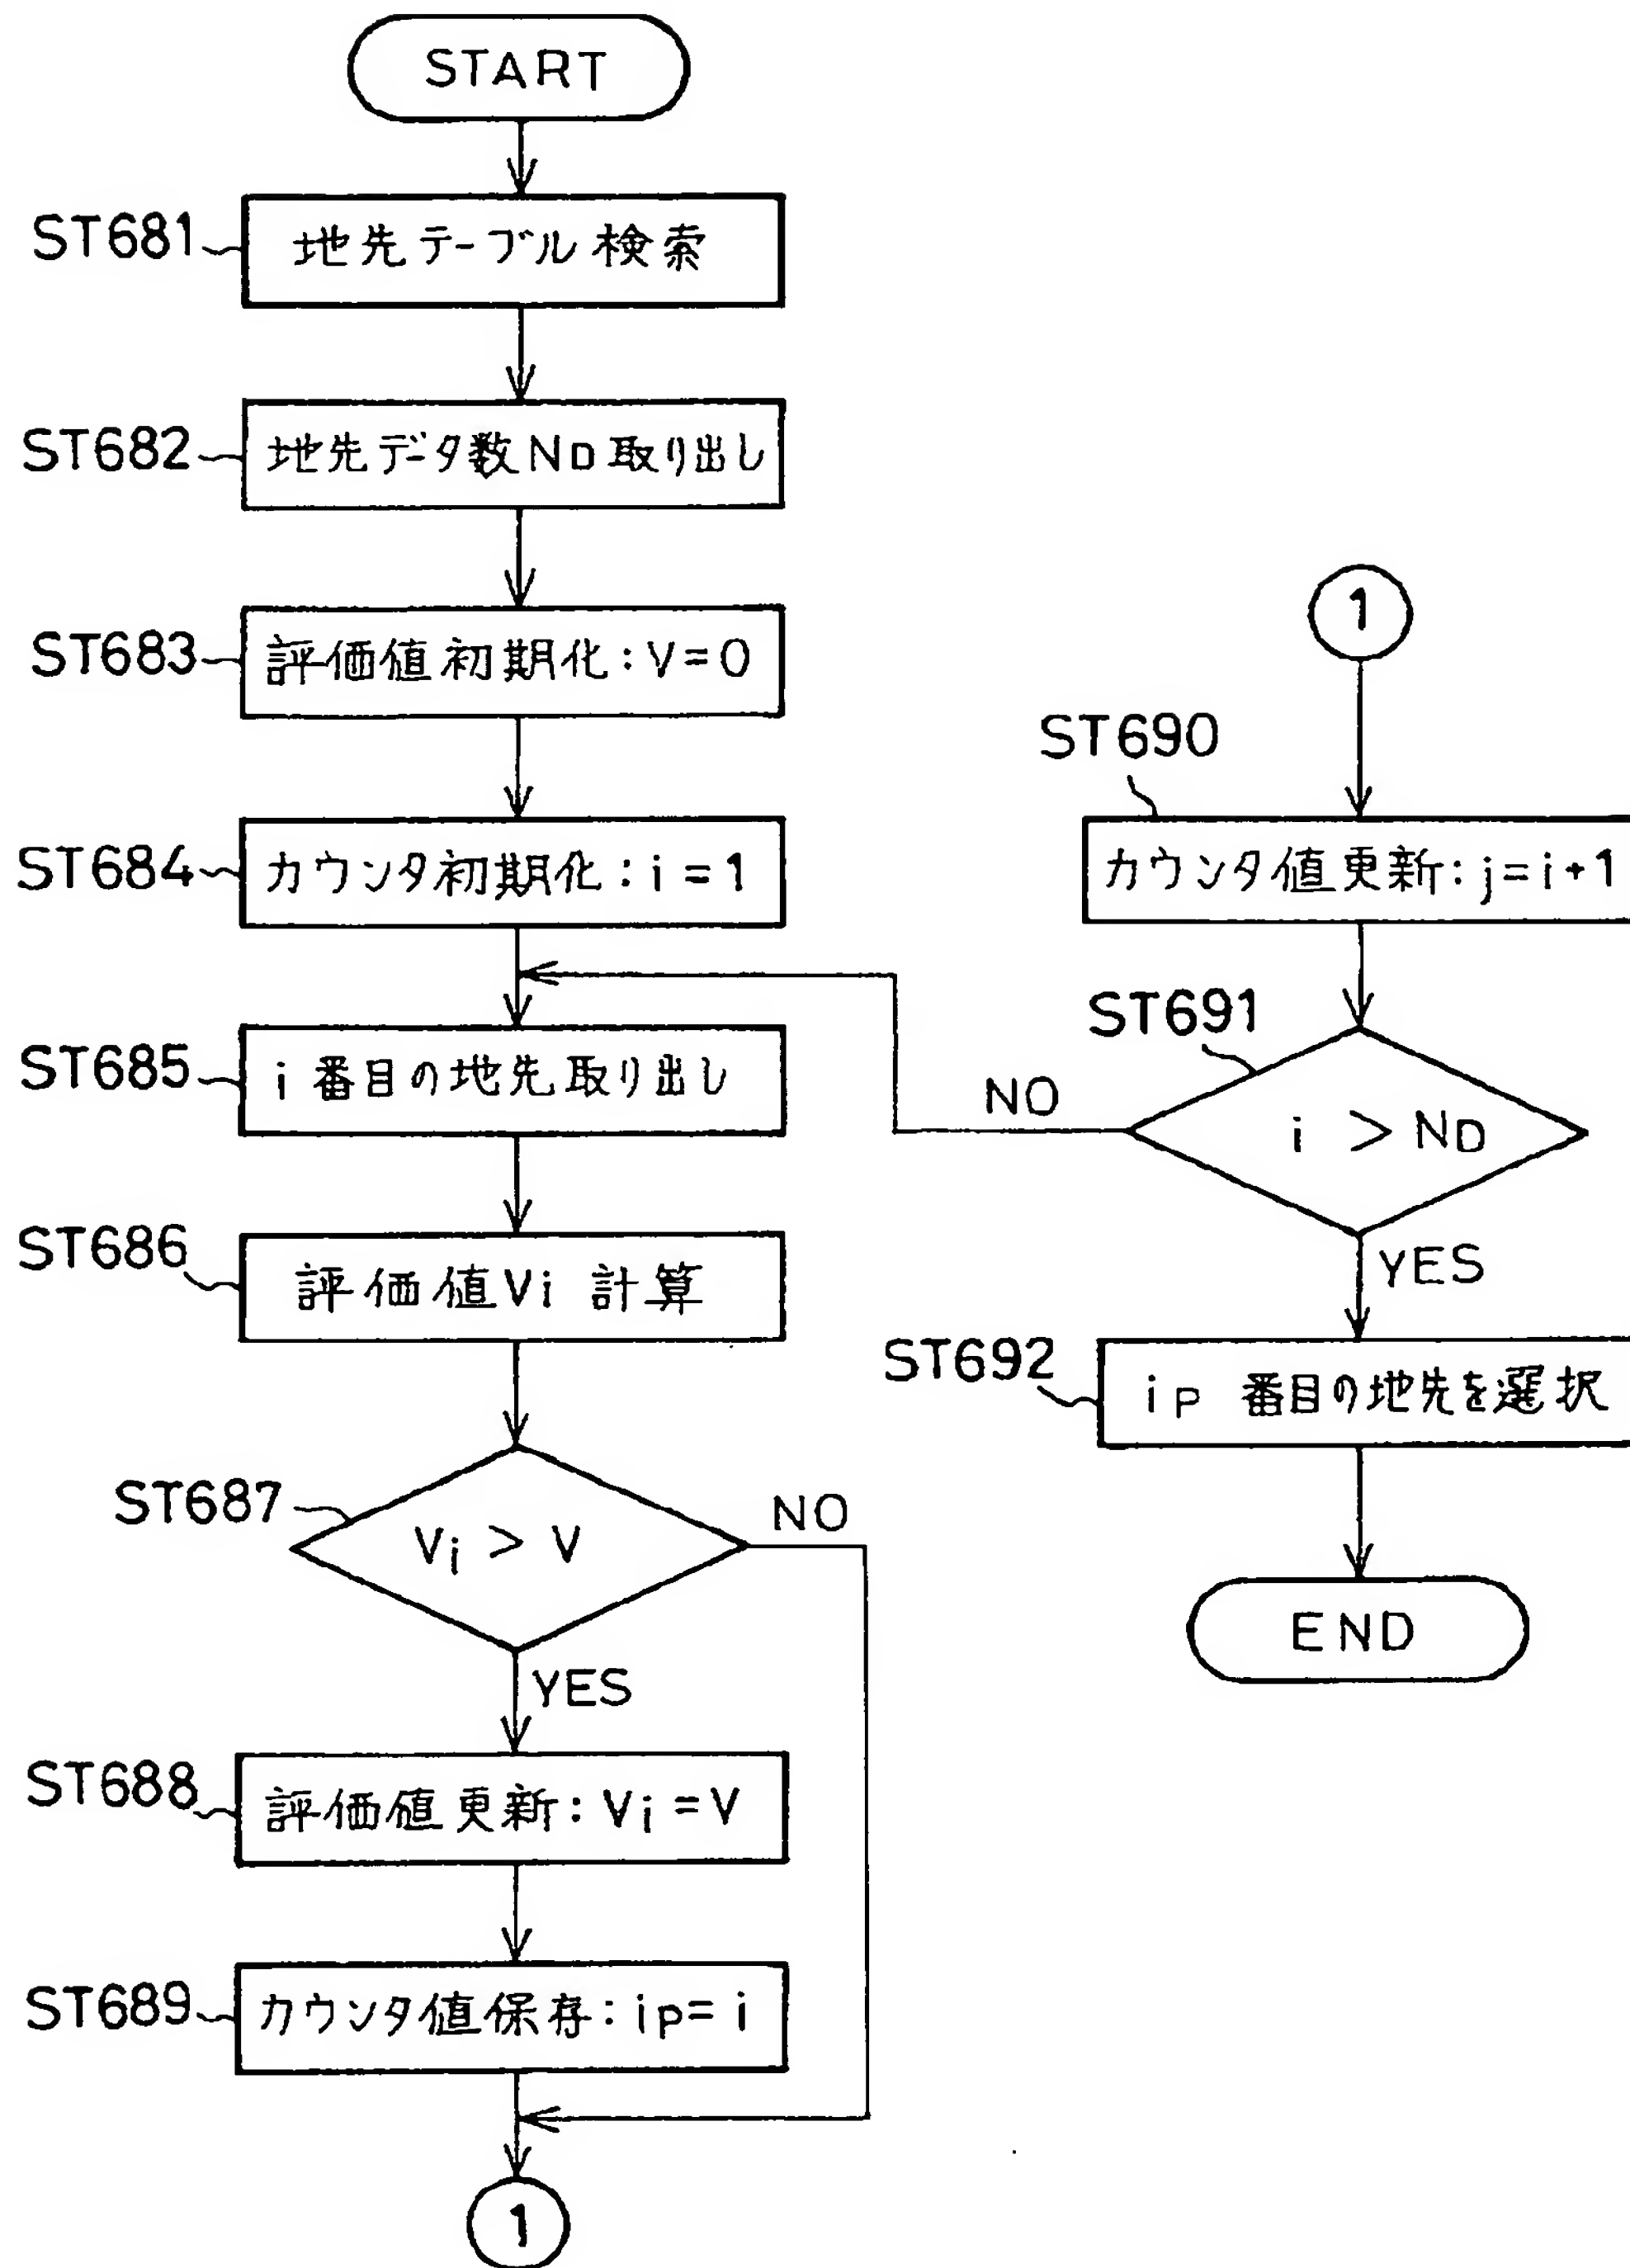 START
ST681
地先テーブル検索
ST682
地先データ数ND取り出し
ST683
評価値初期化:V=0
ST684
カウンタ初期化:i=1
ST685
i番目の地先取り出し
ST686
評価値Vi 計算
ST687
Vi > V
NO
YES
ST688
評価値更新:Vi=V
ST689
カウンタ値保存:iP=i
1
1
ST690
カウンタ値更新:j=i+1
ST691
i > ND
NO
YES
ST692
iP 番目の地先を選択
END